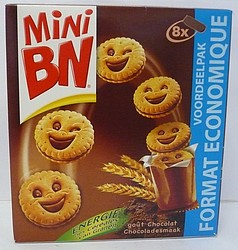 MiNi
BN
8x
VOORDEELPAK
FORMAT ECONOMIQUE
ENERGIE
goût Chocolat
Chocoladesmaak